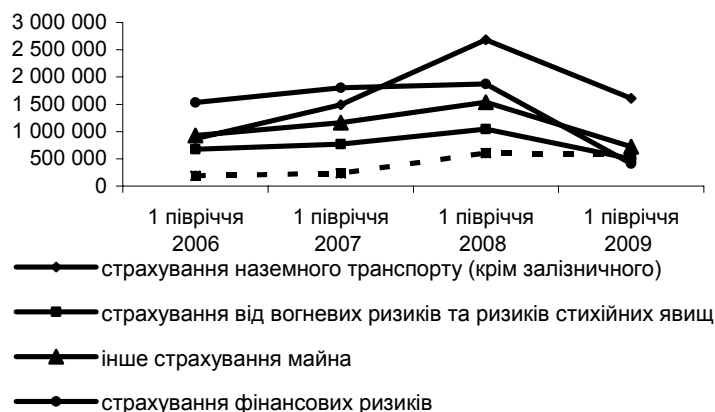 3 000 000
2 500 000
2 000 000
1 500 000
1 000 000
500 000
0
1 півріччя 1 півріччя 1 півріччя 1 півріччя
2006 2007 2008 2009
страхування наземного транспорту (крім залізничного)
страхування від вогневих ризиків та ризиків стихійних явищ
інше страхування майна
страхування фінансових ризиків